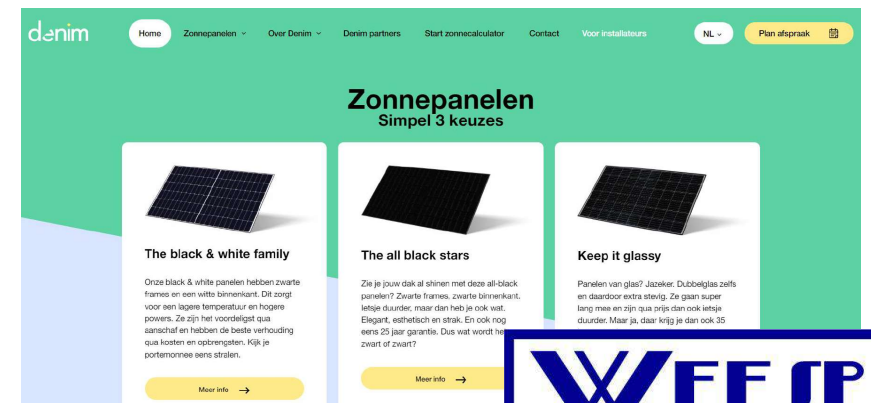 denim
Home Zonnepanelen Over Denim Denim partners Start zonnecalculator Contact Voor installateurs NL Plan afspraak
Zonnepanelen
Simpel 3 keuzes
The black & white family
Onze black & white panelen hebben zwarte
frames en een witte binnenkant. Dit zorgt
voor een lagere temperatuur en hogere
powers. Ze zijn het voordeligst qua
aanschaf en hebben de beste verhouding
qua kosten en opbrengsten. Kijk je
portemonnee eens stralen.
Meer info
The all black stars
Zie je jouw dak al shinen met deze all-black
panelen? Zwarte frames, zwarte binnenkant.
Ietsje duurder, maar dan heb je ook wat.
Elegant, esthetisch en strak. En ook nog
eens 25 jaar garantie. Dus wat wordt he
zwart of zwart?
Meer info
Keep it glassy
Panelen van glas? Jazeker. Dubbelglas zelfs
en daardoor extra stevig. Ze gaan super
lang mee en zijn qua prijs dan ook ietsje
duurder. Maar ja, daar krijg je dan ook 35